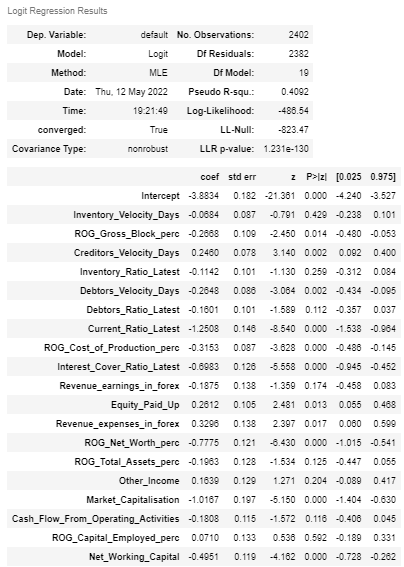 Logit Regression Results
Dep. Variable: default No. Observations: 2402
Model: Logit Df Residuals: 2382
Method: MLE Df Model: 19
Date: Thu, 12 May 2022 Pseudo R-squ.: 0.4092
Time: 19:21:49 Log-Likelihood: -486.54
converged: True LL-Null: -823.47
Covariance Type: nonrobust LLR p-value: 1.231e-130
coef std err z P>|z| [0.025 0.975]
Intercept -3.8834 0.182 -21.361 0.000 -4.240 -3.527
Inventory_Velocity_Days -0.0684 0.087 -0.791 0.429 -0.238 0.101
ROG_Gross_Block_perc -0.2668 0.109 -2.450 0.014 -0.480 -0.053
Creditors_Velocity_Days 0.2460 0.078 3.140 0.002 0.092 0.400
Inventory_Ratio_Latest -0.1142 0.101 -1.130 0.259 -0.312 0.084
Debtors_Velocity_Days -0.2648 0.086 -3.064 0.002 -0.434 -0.095
Debtors_Ratio_Latest -0.1601 0.101 -1.589 0.112 -0.357 0.037
Current_Ratio_Latest -1.2508 0.146 -8.540 0.000 -1.538 -0.964
ROG_Cost_of_Production_perc -0.3153 0.087 -3.628 0.000 -0.486 -0.145
Interest_Cover_Ratio_Latest -0.6983 0.126 -5.558 0.000 -0.945 -0.452
Revenue_earnings_in_forex -0.1875 0.138 -1.359 0.174 -0.458 0.083
Equity_Paid_Up 0.2612 0.105 2.481 0.013 0.055 0.468
Revenue_expenses_in_forex 0.3296 0.138 2.397 0.017 0.060 0.599
ROG_Net_Worth_perc -0.7775 0.121 -6.430 0.000 -1.015 -0.541
ROG_Total_Assets_perc -0.1963 0.128 -1.534 0.125 -0.447 0.055
Other_Income 0.1639 0.129 1.271 0.204 -0.089 0.417
Market_Capitalisation -1.0167 0.197 -5.150 0.000 -1.404 -0.630
Cash_Flow_From_Operating_Activities -0.1808 0.115 -1.572 0.116 -0.406 0.045
ROG_Capital_Employed_perc 0.0710 0.133 0.536 0.592 -0.189 0.331
Net_Working_Capital -0.4951 0.119 -4.162 0.000 -0.728 -0.262